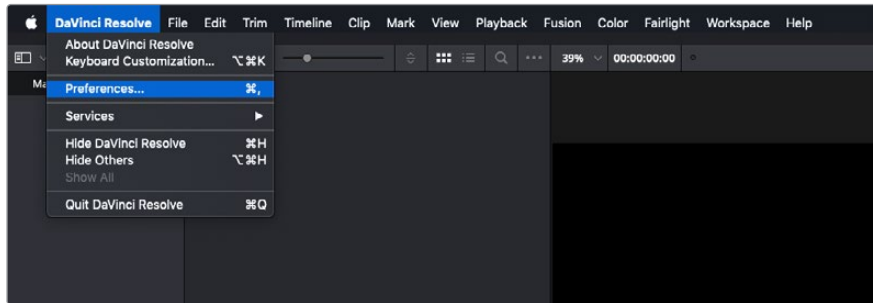 DaVinci Resolve File Edit Trim Timeline Clip Mark View Playback Fusion Color Fairlight Workspace Help
About DaVinci Resolve
Keyboard Customization... ⌥⌘K
39% 00:00:00:00
Ma
Preferences... ⌘,
Services ▶
Hide DaVinci Resolve ⌘H
Hide Others ⌥⌘H
Show All
Quit DaVinci Resolve ⌘Q